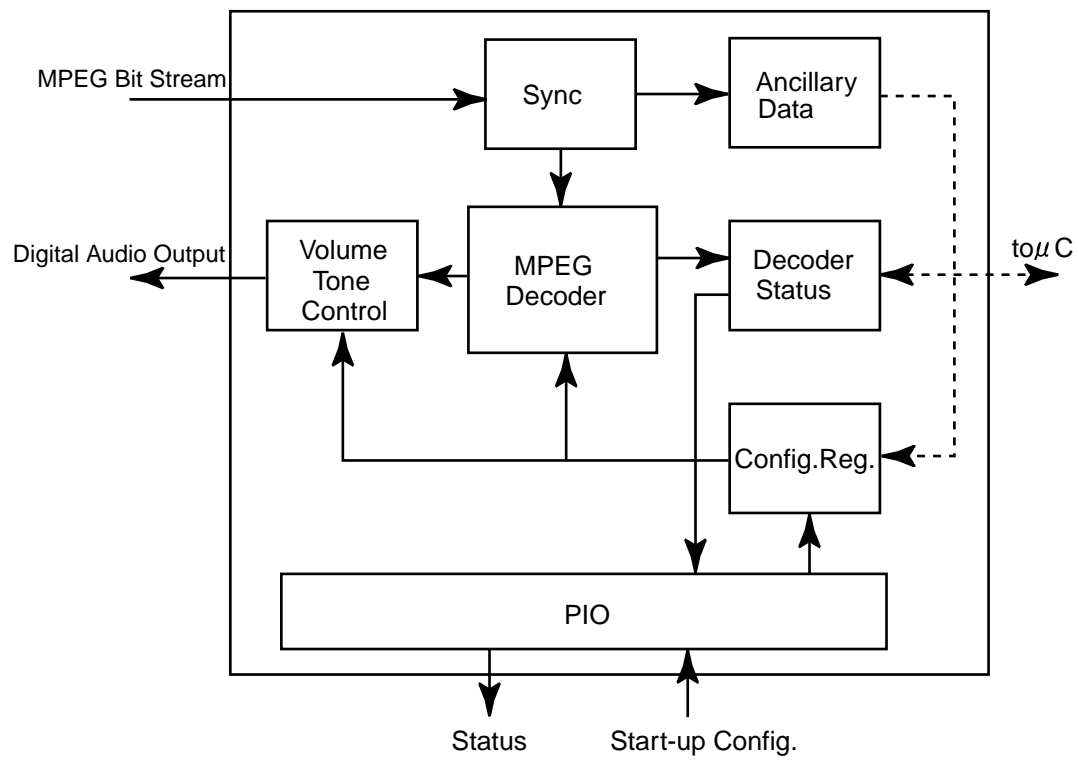 MPEG Bit Stream
Sync
Ancillary
Data
Digital Audio Output
Volume
Tone
Control
MPEG
Decoder
Decoder
Status
toμC
Config.Reg.
PIO
Status
Start-up Config.